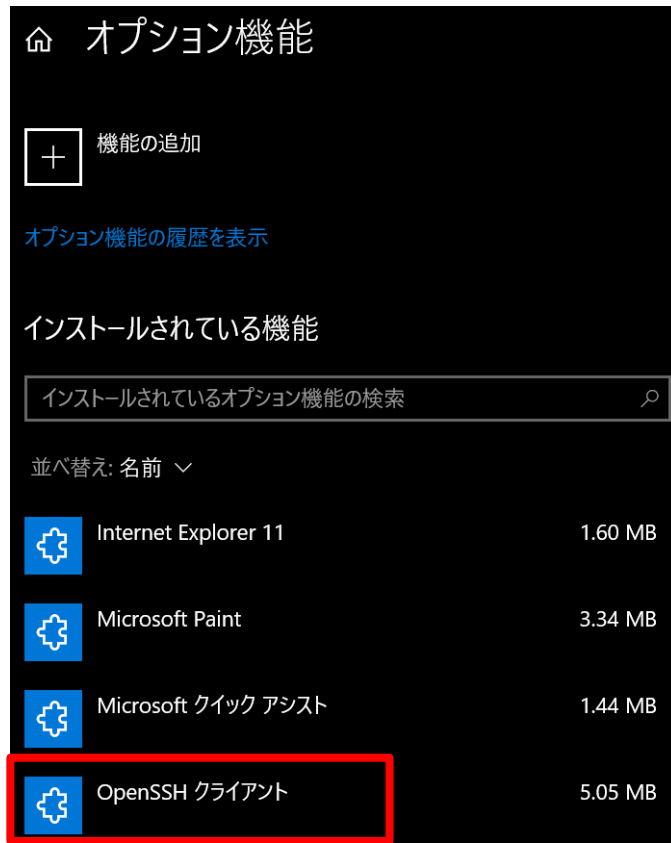 オプション機能
機能の追加
オプション機能の履歴を表示
インストールされている機能
インストールされているオプション機能の検索
並べ替え: 名前
Internet Explorer 11 1.60 MB
Microsoft Paint 3.34 MB
Microsoft クイック アシスト 1.44 MB
OpenSSH クライアント 5.05 MB